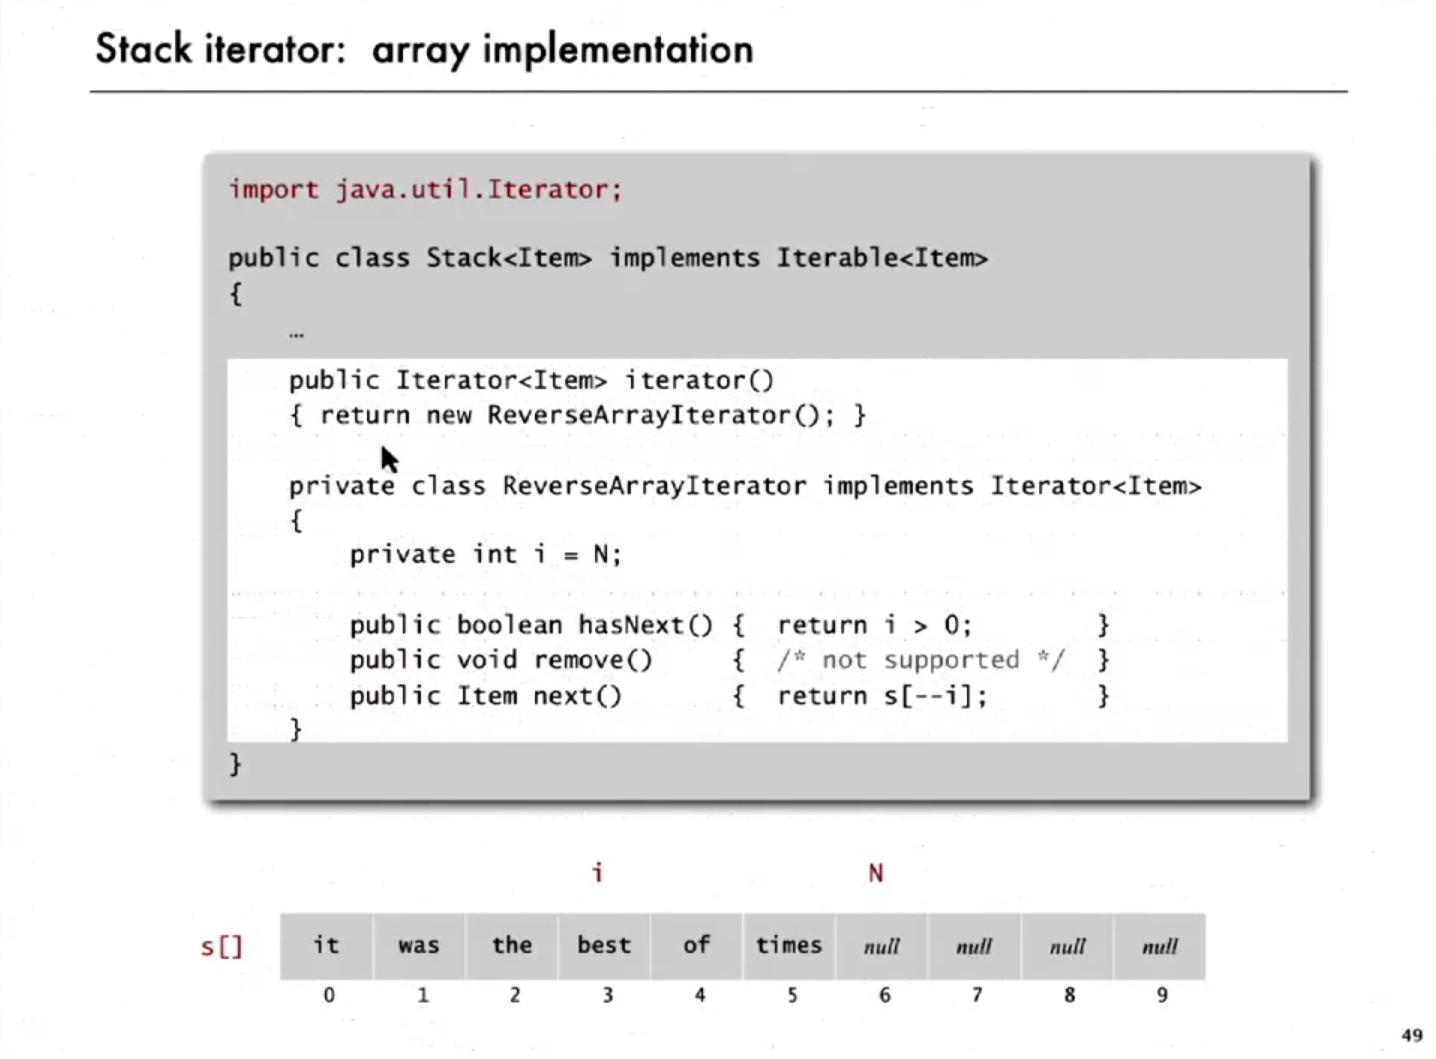 Stack iterator: array implementation
import java.util.Iterator;
public class Stack<Item> implements Iterable<Item>
{
…
public Iterator<Item> iterator()
{ return new ReverseArrayIterator(); }
private class ReverseArrayIterator implements Iterator<Item>
{
private int i = N;
public boolean hasNext() { return i > 0; }
public void remove() { /* not supported */ }
public Item next() { return s[--i]; }
}
}
i N
s[] it was the best of times null null null null
0 1 2 3 4 5 6 7 8 9
49